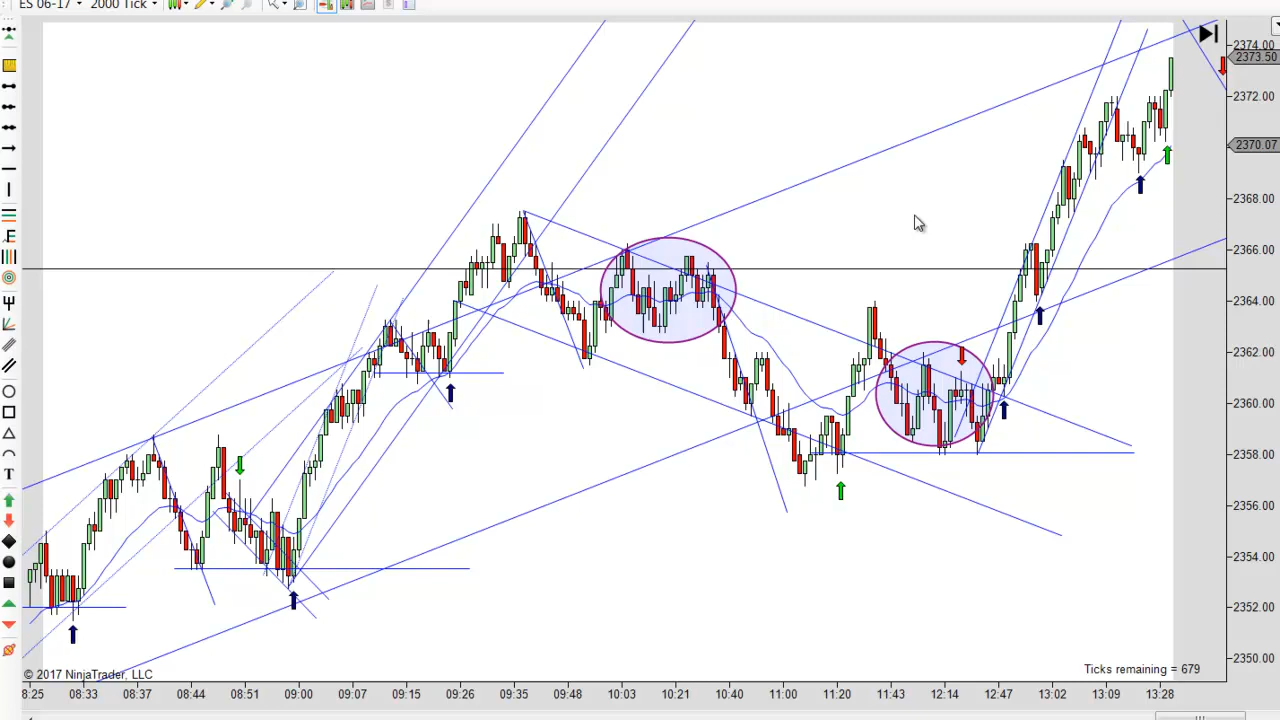 ES 06-17 2000 Tick
2374.00
2373.50
2372.00
2370.07
2368.00
2366.00
2364.00
2362.00
2360.00
2358.00
2356.00
2354.00
2352.00
2350.00
F
T
© 2017 NinjaTrader, LLC
Ticks remaining = 679
8:25 08:33 08:37 08:44 08:51 09:00 09:07 09:15 09:26 09:35 09:48 10:03 10:21 10:40 11:00 11:20 11:43 12:14 12:47 13:02 13:09 13:28